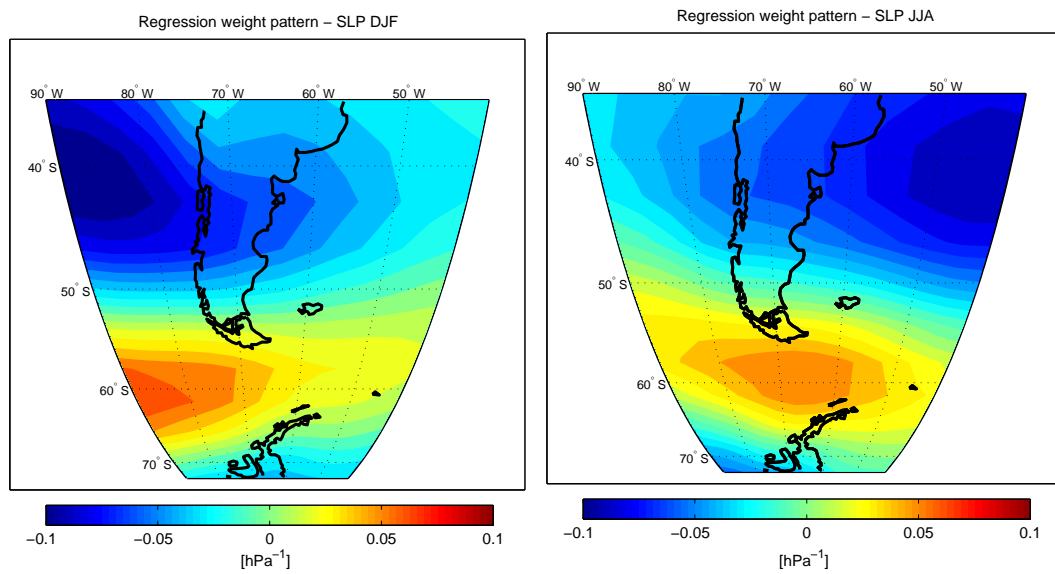 Regression weight pattern − SLP DJF
90° W
80° W
70° W
60° W
50° W
40° S
50° S
60° S
70° S
−0.1
−0.05
0
0.05
0.1
[hPa⁻¹]
Regression weight pattern − SLP JJA
90° W
80° W
70° W
60° W
50° W
40° S
50° S
60° S
70° S
−0.1
−0.05
0
0.05
0.1
[hPa⁻¹]